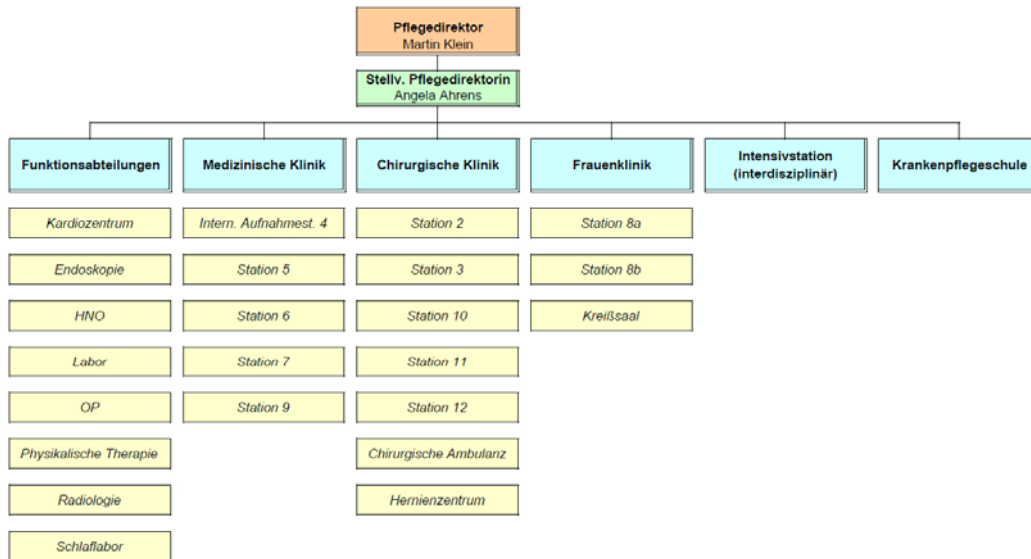 Pflegedirektor
Martin Klein
Stellv. Pflegedirektorin
Angela Ahrens
Funktionsabteilungen
Medizinische Klinik
Chirurgische Klinik
Frauenklinik
Intensivstation
(interdisziplinär)
Krankenpflegeschule
Kardiozentrum
Intern. Aufnahmest. 4
Station 2
Station 8a
Endoskopie
Station 5
Station 3
Station 8b
HNO
Station 6
Station 10
Kreißsaal
Labor
Station 7
Station 11
OP
Station 9
Station 12
Physikalische Therapie
Chirurgische Ambulanz
Radiologie
Hernienzentrum
Schlaflabor